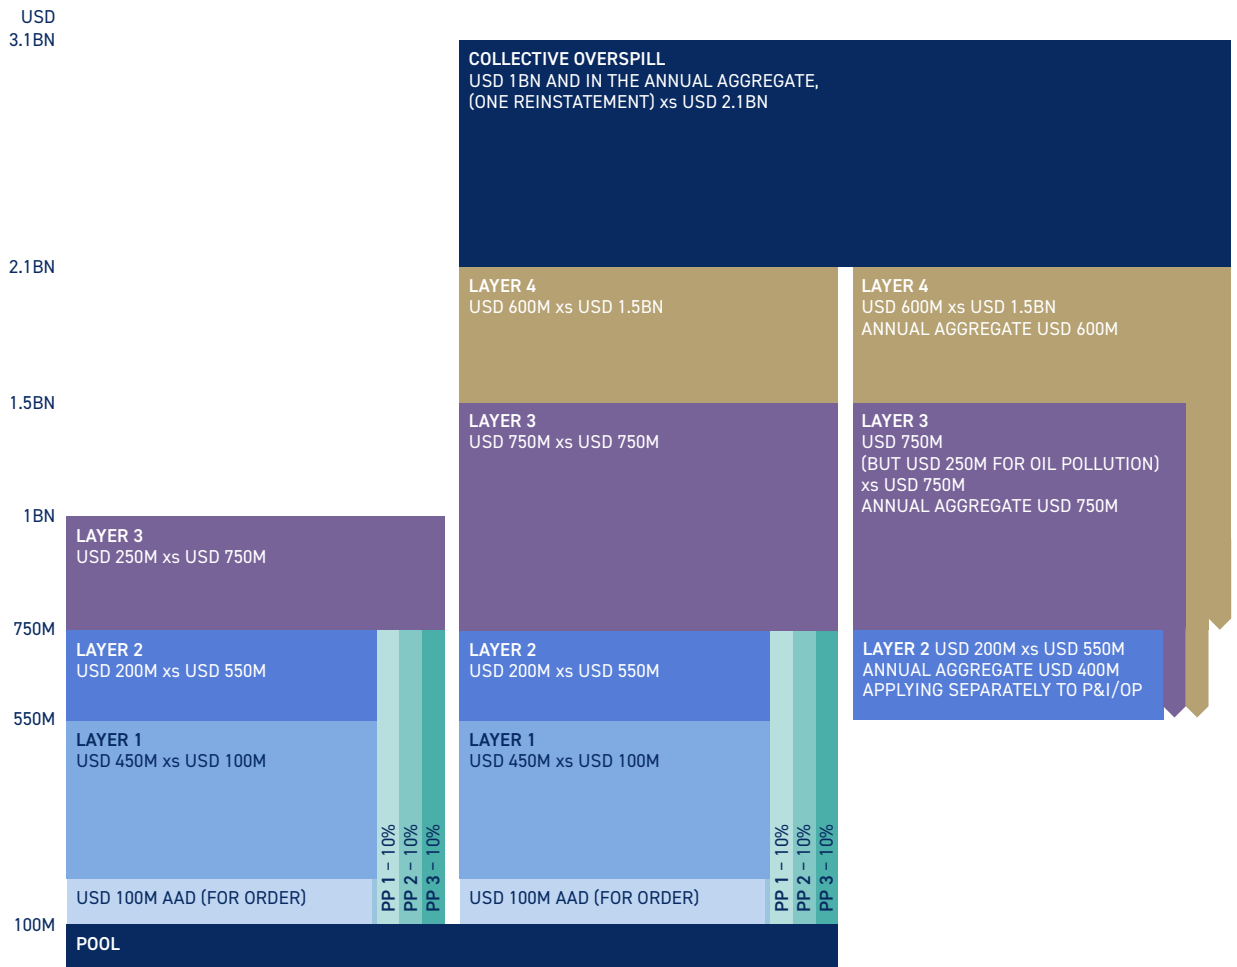 USD
3.1BN
2.1BN
1.5BN
1BN
750M
550M
100M
LAYER 3
USD 250M xs USD 750M
LAYER 2
USD 200M xs USD 550M
LAYER 1
USD 450M xs USD 100M
USD 100M AAD (FOR ORDER)
PP 1 – 10%
PP 2 – 10%
PP 3 – 10%
POOL
COLLECTIVE OVERSPILL
USD 1BN AND IN THE ANNUAL AGGREGATE,
(ONE REINSTATEMENT) xs USD 2.1BN
LAYER 4
USD 600M xs USD 1.5BN
LAYER 3
USD 750M xs USD 750M
LAYER 2
USD 200M xs USD 550M
LAYER 1
USD 450M xs USD 100M
USD 100M AAD (FOR ORDER)
PP 1 – 10%
PP 2 – 10%
PP 3 – 10%
LAYER 4
USD 600M xs USD 1.5BN
ANNUAL AGGREGATE USD 600M
LAYER 3
USD 750M
(BUT USD 250M FOR OIL POLLUTION)
xs USD 750M
ANNUAL AGGREGATE USD 750M
LAYER 2 USD 200M xs USD 550M
ANNUAL AGGREGATE USD 400M
APPLYING SEPARATELY TO P&I/OP